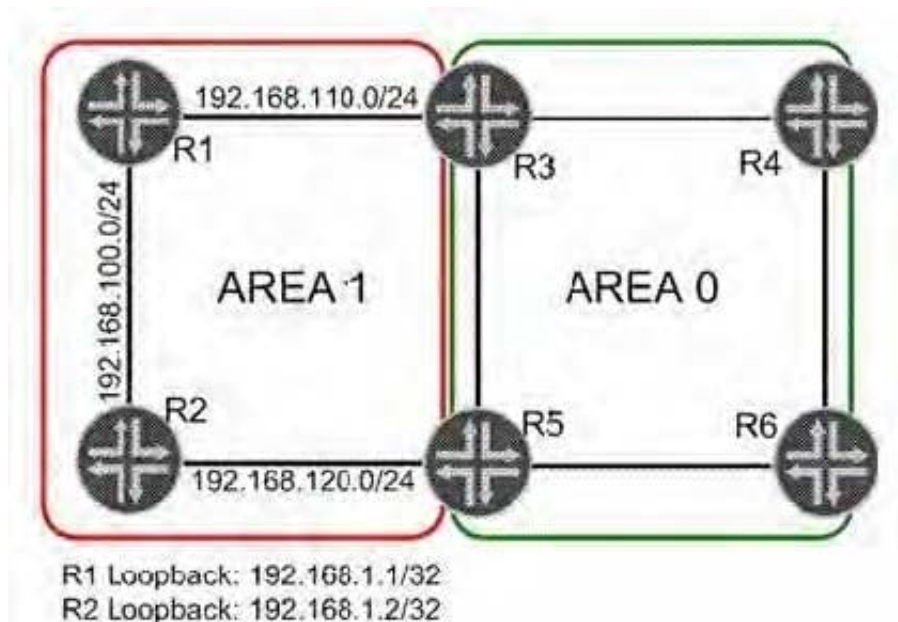 192.168.110.0/24
R1
R3
R4
192.168.100.0/24
AREA 1
AREA 0
R2
R5
R6
192.168.120.0/24
R1 Loopback: 192.168.1.1/32
R2 Loopback: 192.168.1.2/32